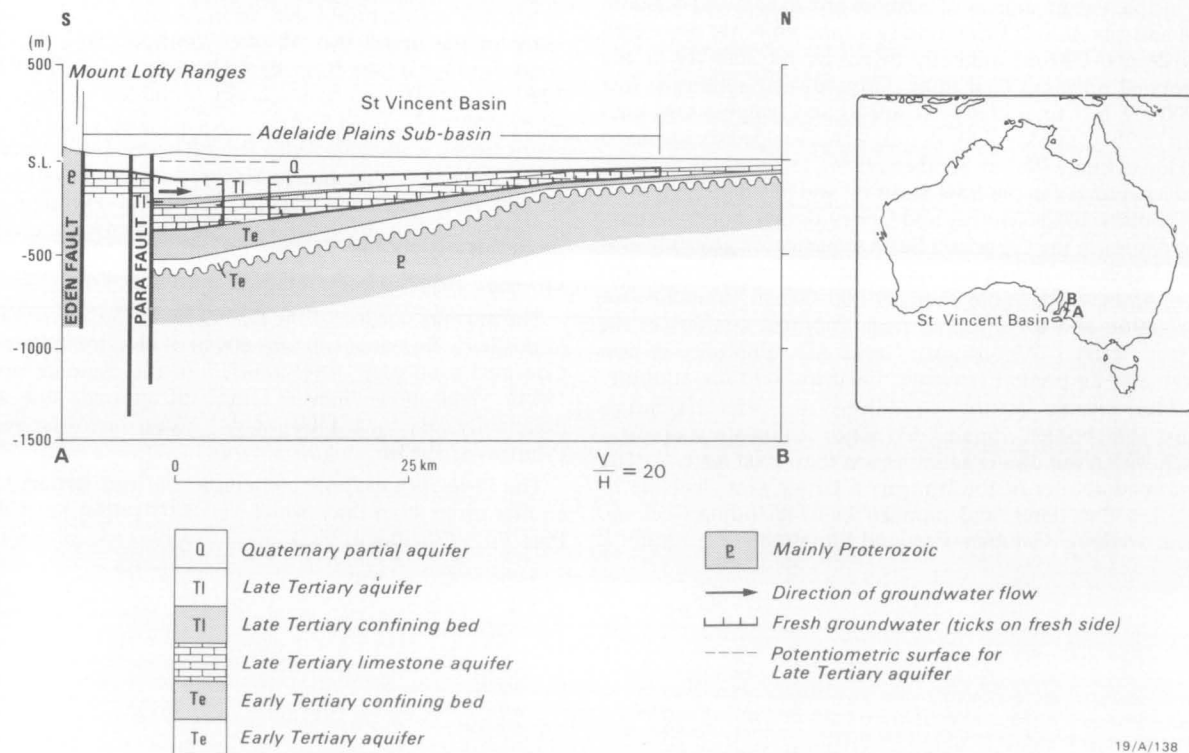 S
N
(m)
500
Mount Lofty Ranges
St Vincent Basin
Adelaide Plains Sub-basin
S.L.
Q
P
Tl
Tl
Te
P
Te
-500
-1000
-1500
EDEN FAULT
PARA FAULT
A
B
0
25 km
V/H = 20
St Vincent Basin
B
A
Q Quaternary partial aquifer
Tl Late Tertiary aquifer
Tl Late Tertiary confining bed
Late Tertiary limestone aquifer
Te Early Tertiary confining bed
Te Early Tertiary aquifer
P Mainly Proterozoic
Direction of groundwater flow
Fresh groundwater (ticks on fresh side)
Potentiometric surface for
Late Tertiary aquifer
19/A/138